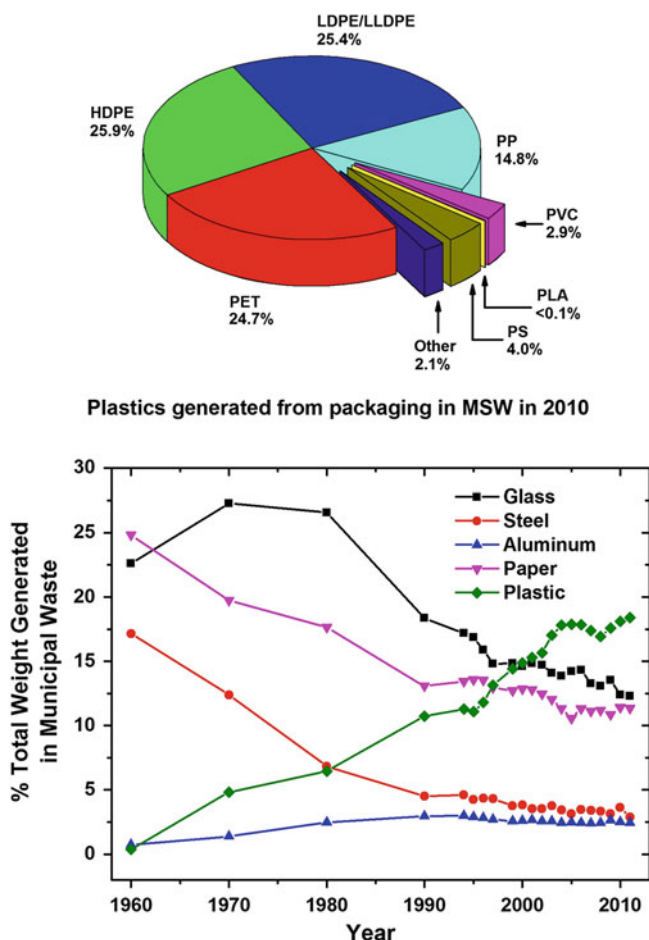 LDPE/LLDPE
25.4%
HDPE
25.9%
PP
14.8%
PVC
2.9%
PLA
<0.1%
PS
4.0%
Other
2.1%
PET
24.7%
Plastics generated from packaging in MSW in 2010
30
25
20
15
10
5
0
% Total Weight Generated
in Municipal Waste
Glass
Steel
Aluminum
Paper
Plastic
1960
1970
1980
1990
2000
2010
Year